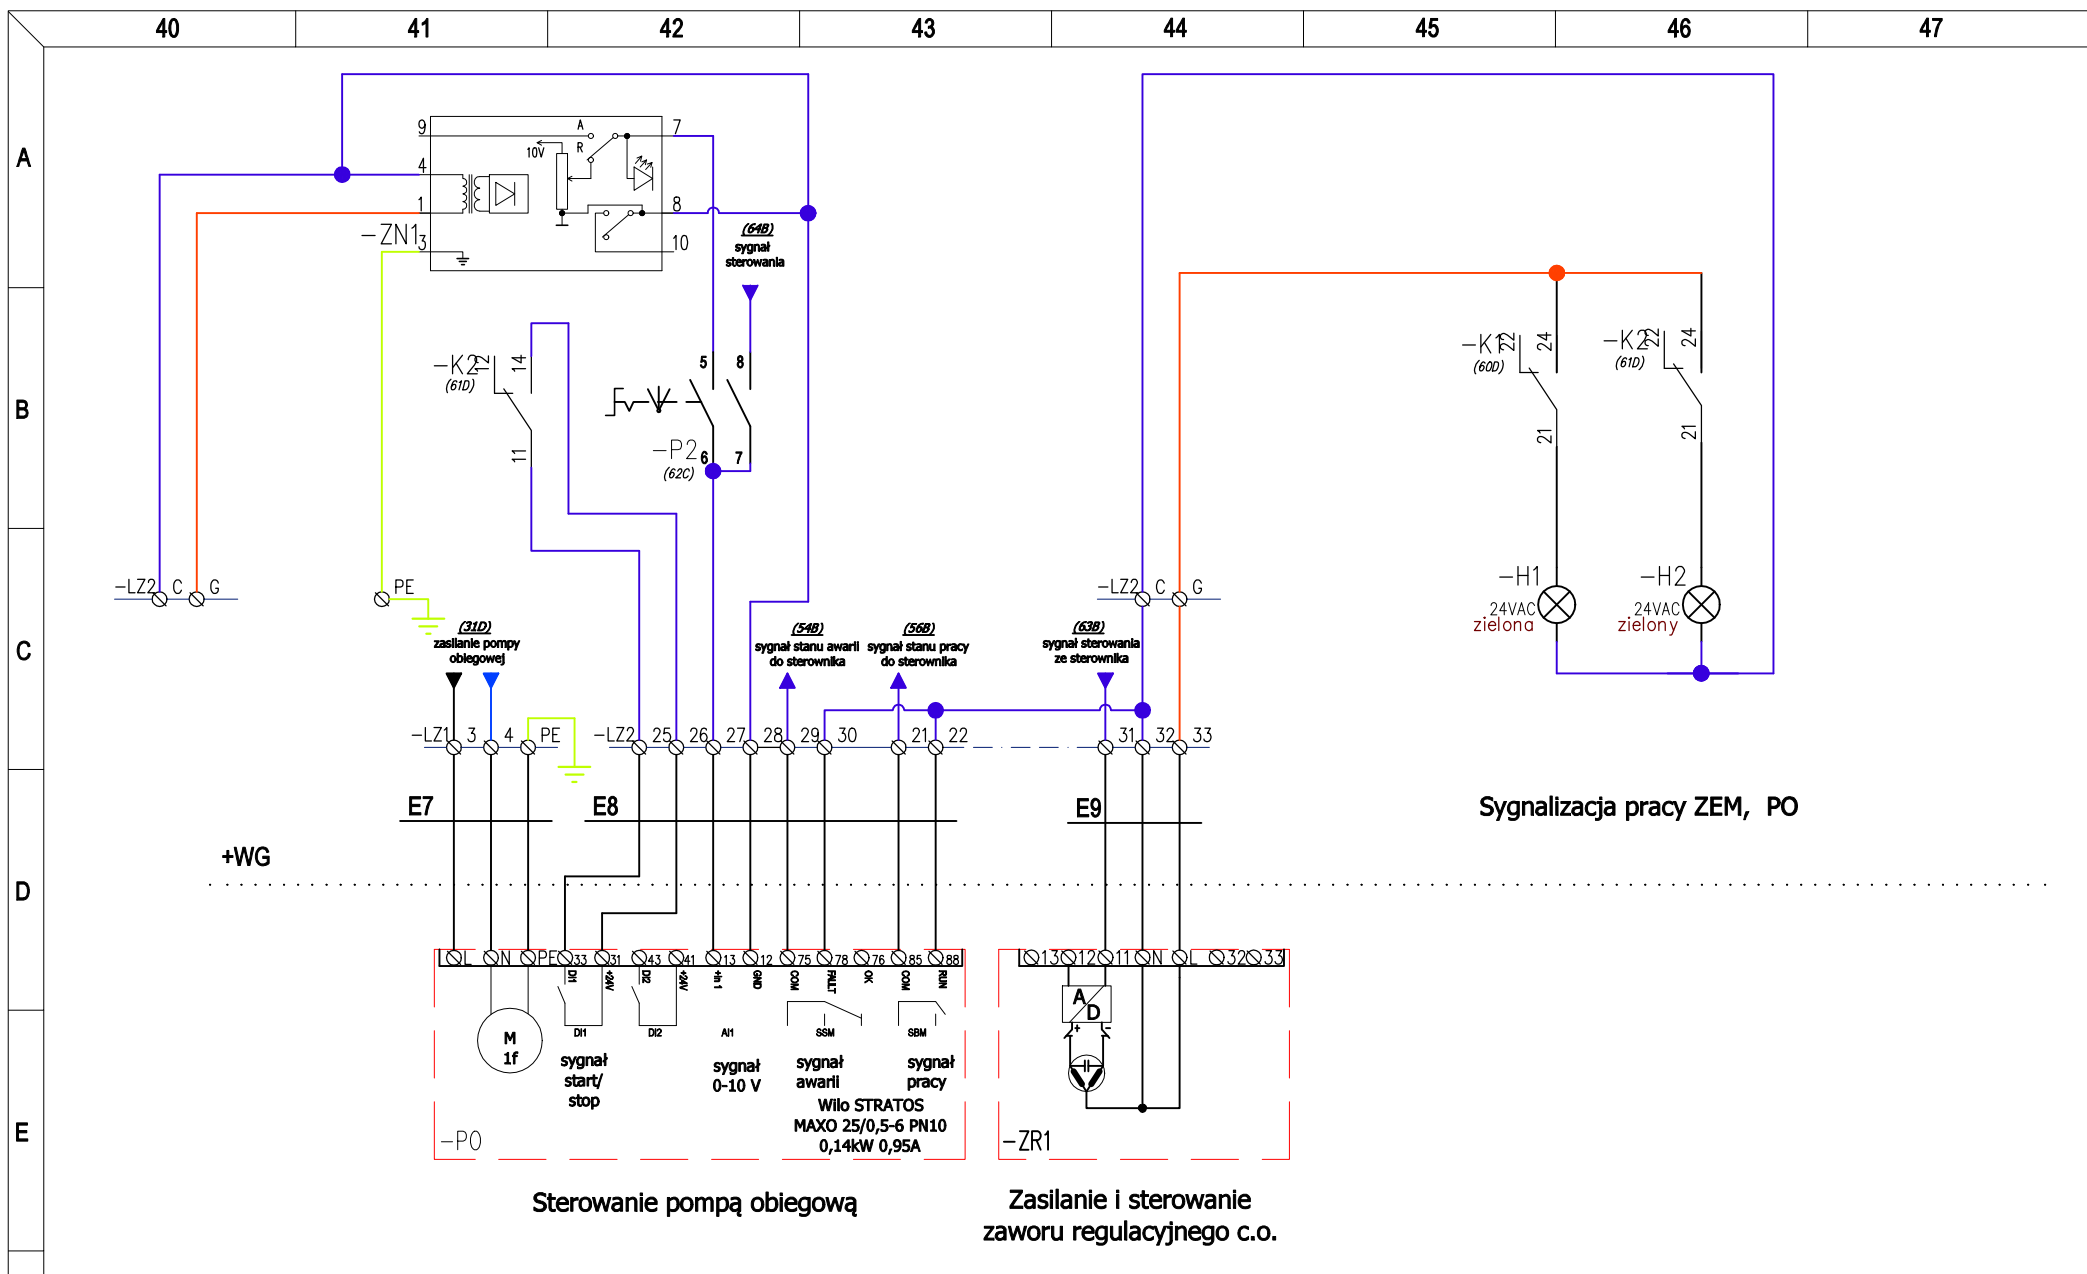 40 41 42 43 44 45 46 47
A
B
C
D
E
9
4
1
3
-ZN1
10V
A
R
7
8
10
(64B)
sygnał
sterowania
-K2
(61D)
12
14
11
5
8
6
7
-P2
(62C)
-K1
(60D)
22
24
21
-K2
(61D)
22
24
21
-LZ2 C G
PE
-LZ2 C G
-H1
24VAC
zielona
-H2
24VAC
zielony
(31D)
zasilanie pompy
obiegowej
(54B)
sygnał stanu awarii
do sterownika
(56B)
sygnał stanu pracy
do sterownika
(63B)
sygnał sterowania
ze sterownika
-LZ1 3 4 PE
-LZ2 25 26 27 28 29 30 21 22 31 32 33
E7
E8
E9
Sygnalizacja pracy ZEM, PO
+WG
L N PE 33 31 43 41 13 12 75 78 76 85 88
DI1 +24V DI2 +24V +In 1 GND COM FAULT OK COM RUN
13 12 11 N L 32 33
A
D
+ -
M
1f
DI1 DI2 AI1 SSM SBM
sygnał
start/
stop
sygnał
0-10 V
sygnał
awarii
sygnał
pracy
Wilo STRATOS
MAXO 25/0,5-6 PN10
0,14kW 0,95A
-PO
-ZR1
Sterowanie pompą obiegową
Zasilanie i sterowanie
zaworu regulacyjnego c.o.